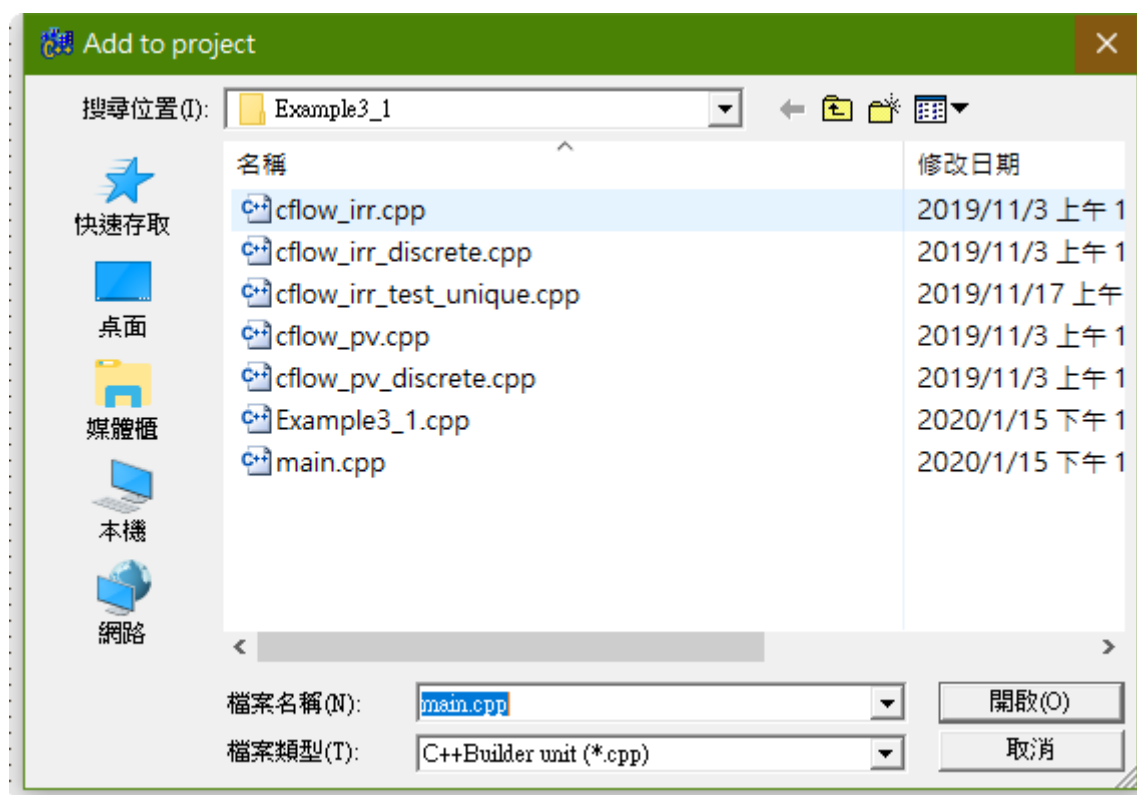 Add to project
搜尋位置(I): Example3_1
名稱 修改日期
cflow_irr.cpp 2019/11/3 上午 1
cflow_irr_discrete.cpp 2019/11/3 上午 1
cflow_irr_test_unique.cpp 2019/11/17 上午
cflow_pv.cpp 2019/11/3 上午 1
cflow_pv_discrete.cpp 2019/11/3 上午 1
Example3_1.cpp 2020/1/15 下午 1
main.cpp 2020/1/15 下午 1
快速存取
桌面
媒體櫃
本機
網路
檔案名稱(N): main.cpp 開啟(O)
檔案類型(T): C++Builder unit (*.cpp) 取消